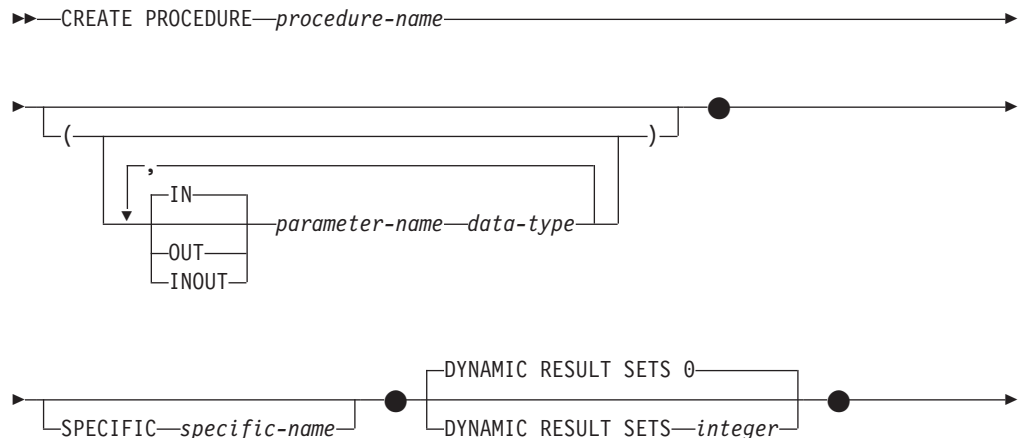 CREATE PROCEDURE procedure-name
( )
,
IN
parameter-name data-type
OUT
INOUT
DYNAMIC RESULT SETS 0
SPECIFIC specific-name DYNAMIC RESULT SETS integer